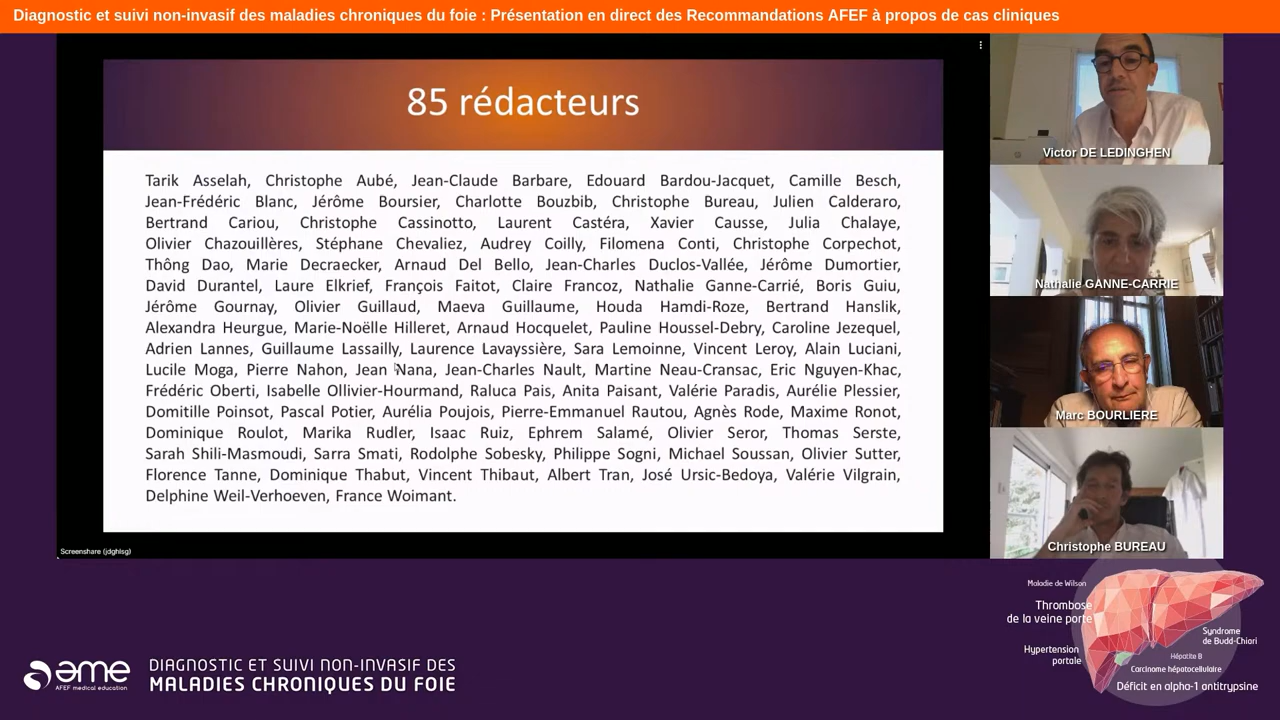 Diagnostic et suivi non-invasif des maladies chroniques du foie : Présentation en direct des Recommandations AFEF à propos de cas cliniques
85 rédacteurs
Tarik Asselah, Christophe Aubé, Jean-Claude Barbare, Edouard Bardou-Jacquet, Camille Besch,
Jean-Frédéric Blanc, Jérôme Boursier, Charlotte Bouzbib, Christophe Bureau, Julien Calderaro,
Bertrand Cariou, Christophe Cassinotto, Laurent Castéra, Xavier Causse, Julia Chalaye,
Olivier Chazouillères, Stéphane Chevaliez, Audrey Coilly, Filomena Conti, Christophe Corpechot,
Thông Dao, Marie Decraecker, Arnaud Del Bello, Jean-Charles Duclos-Vallée, Jérôme Dumortier,
David Durantel, Laure Elkrief, François Faitot, Claire Francoz, Nathalie Ganne-Carrié, Boris Guiu,
Jérôme Gournay, Olivier Guillaud, Maeva Guillaume, Houda Hamdi-Roze, Bertrand Hanslik,
Alexandra Heurgue, Marie-Noëlle Hilleret, Arnaud Hocquelet, Pauline Houssel-Debry, Caroline Jezequel,
Adrien Lannes, Guillaume Lassailly, Laurence Lavayssière, Sara Lemoinne, Vincent Leroy, Alain Luciani,
Lucile Moga, Pierre Nahon, Jean Nana, Jean-Charles Nault, Martine Neau-Cransac, Eric Nguyen-Khac,
Frédéric Oberti, Isabelle Ollivier-Hourmand, Raluca Pais, Anita Paisant, Valérie Paradis, Aurélie Plessier,
Domitille Poinsot, Pascal Potier, Aurélia Poujois, Pierre-Emmanuel Rautou, Agnès Rode, Maxime Ronot,
Dominique Roulot, Marika Rudler, Isaac Ruiz, Ephrem Salamé, Olivier Seror, Thomas Serste,
Sarah Shili-Masmoudi, Sarra Smati, Rodolphe Sobesky, Philippe Sogni, Michael Soussan, Olivier Sutter,
Florence Tanne, Dominique Thabut, Vincent Thibaut, Albert Tran, José Ursic-Bedoya, Valérie Vilgrain,
Delphine Weil-Verhoeven, France Woimant.
Screenshare (jdghlsg)
Victor DE LEDINGHEN
Nathalie GANNE-CARRIE
Marc BOURLIERE
Christophe BUREAU
Maladie de Wilson
Thrombose
de la veine porte
Hypertension
portale
Syndrome
de Budd-Chiari
Hépatite B
Carcinome hépatocellulaire
Déficit en alpha-1 antitrypsine
ame
AFEF medical education
DIAGNOSTIC ET SUIVI NON-INVASIF DES
MALADIES CHRONIQUES DU FOIE